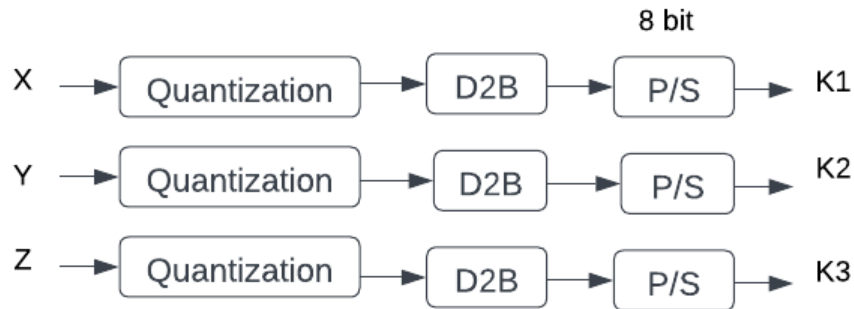 8 bit
X Quantization D2B P/S K1
Y Quantization D2B P/S K2
Z Quantization D2B P/S K3